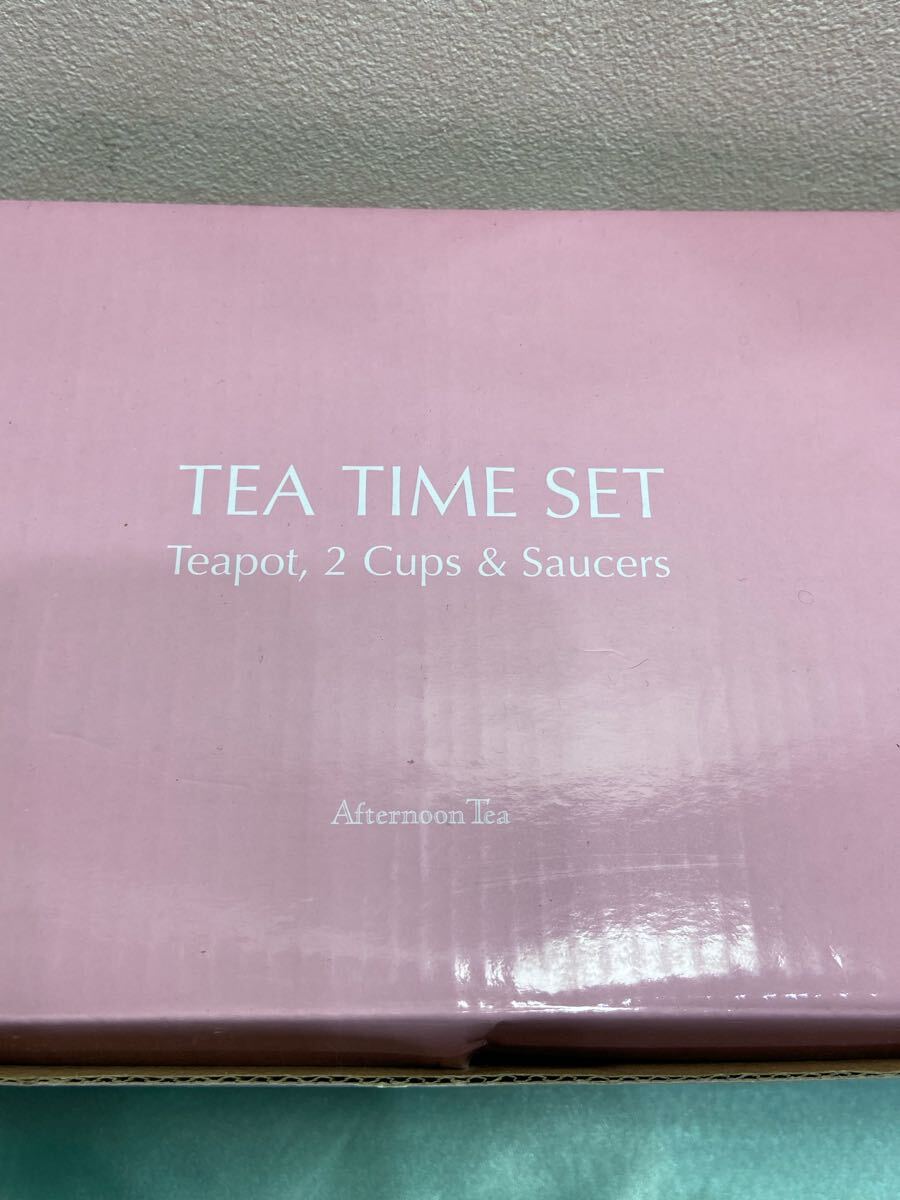 TEA TIME SET
Teapot, 2 Cups & Saucers
Afternoon Tea